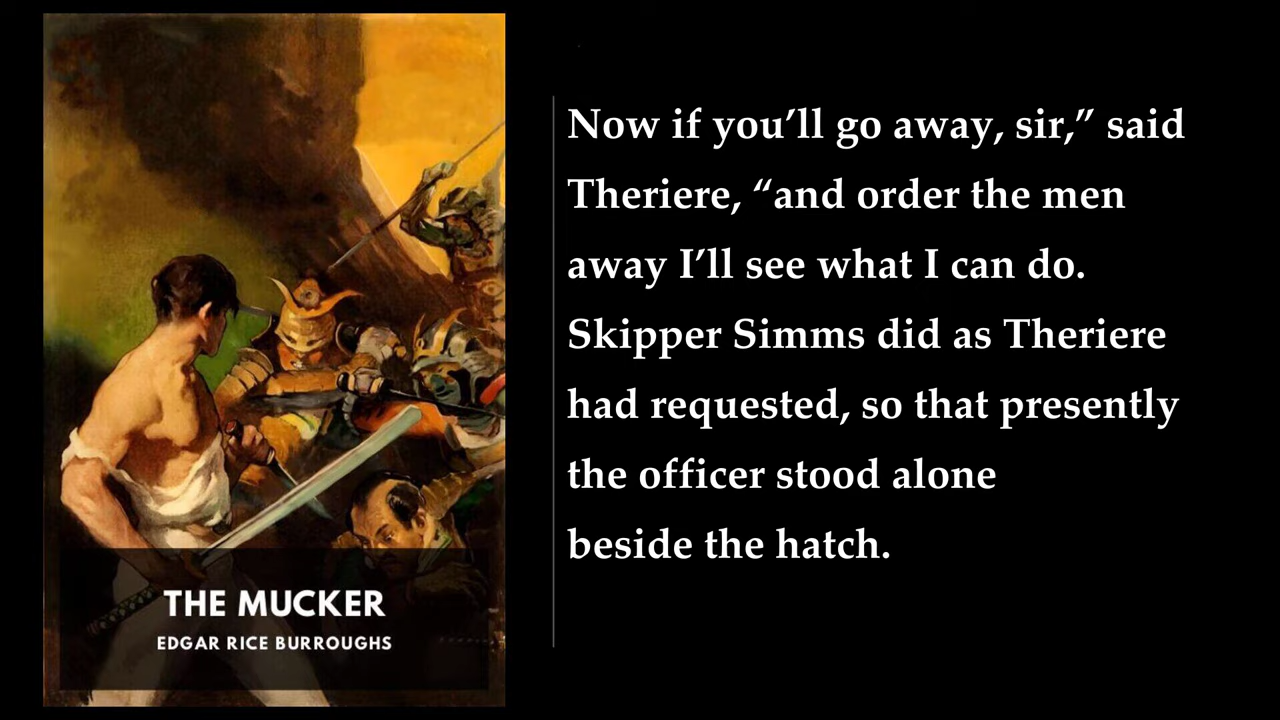 THE MUCKER
EDGAR RICE BURROUGHS
Now if you’ll go away, sir,” said
Theriere, “and order the men
away I’ll see what I can do.
Skipper Simms did as Theriere
had requested, so that presently
the officer stood alone
beside the hatch.